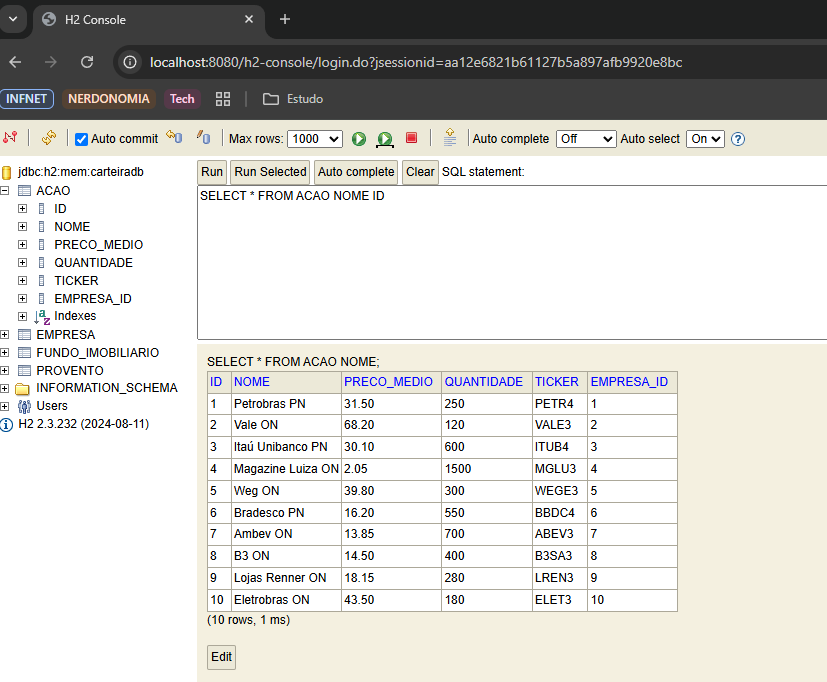 H2 Console
localhost:8080/h2-console/login.do?jsessionid=aa12e6821b61127b5a897afb9920e8bc
INFNET NERDONOMIA Tech Estudo
Auto commit Max rows: 1000 Auto complete Off Auto select On ?
jdbc:h2:mem:carteiradb
ACAO
ID
NOME
PRECO_MEDIO
QUANTIDADE
TICKER
EMPRESA_ID
Indexes
EMPRESA
FUNDO_IMOBILIARIO
PROVENTO
INFORMATION_SCHEMA
Users
H2 2.3.232 (2024-08-11)
Run Run Selected Auto complete Clear SQL statement:
SELECT * FROM ACAO NOME ID
SELECT * FROM ACAO NOME;
ID NOME PRECO_MEDIO QUANTIDADE TICKER EMPRESA_ID
1 Petrobras PN 31.50 250 PETR4 1
2 Vale ON 68.20 120 VALE3 2
3 Itaú Unibanco PN 30.10 600 ITUB4 3
4 Magazine Luiza ON 2.05 1500 MGLU3 4
5 Weg ON 39.80 300 WEGE3 5
6 Bradesco PN 16.20 550 BBDC4 6
7 Ambev ON 13.85 700 ABEV3 7
8 B3 ON 14.50 400 B3SA3 8
9 Lojas Renner ON 18.15 280 LREN3 9
10 Eletrobras ON 43.50 180 ELET3 10
(10 rows, 1 ms)
Edit